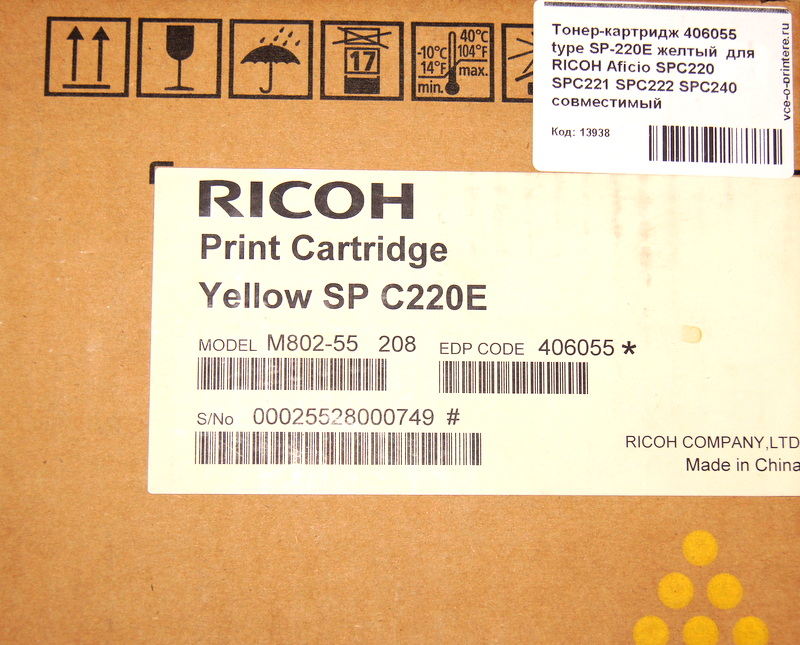 17
-10°C
14°F
min.
40°C
104°F
max.
Тонер-картридж 406055
type SP-220E желтый для
RICOH Aficio SPC220
SPC221 SPC222 SPC240
совместимый
Код: 13938
vce-o-printere.ru
RICOH
Print Cartridge
Yellow SP C220E
MODEL M802-55 208 EDP CODE 406055 *
S/No 00025528000749 #
RICOH COMPANY,LTD
Made in China